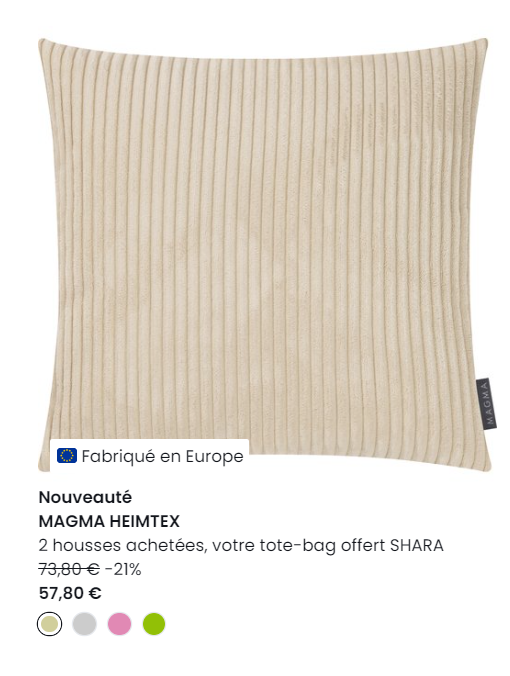 MAGMA
Fabriqué en Europe
Nouveauté
MAGMA HEIMTEX
2 housses achetées, votre tote-bag offert SHARA
73,80 € -21%
57,80 €